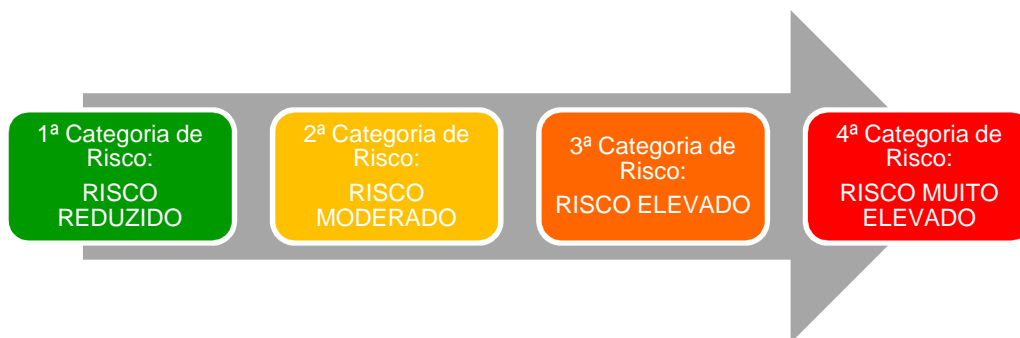 1ª Categoria de
Risco:
RISCO
REDUZIDO
2ª Categoria de
Risco:
RISCO
MODERADO
3ª Categoria de
Risco:
RISCO ELEVADO
4ª Categoria de
Risco:
RISCO MUITO
ELEVADO